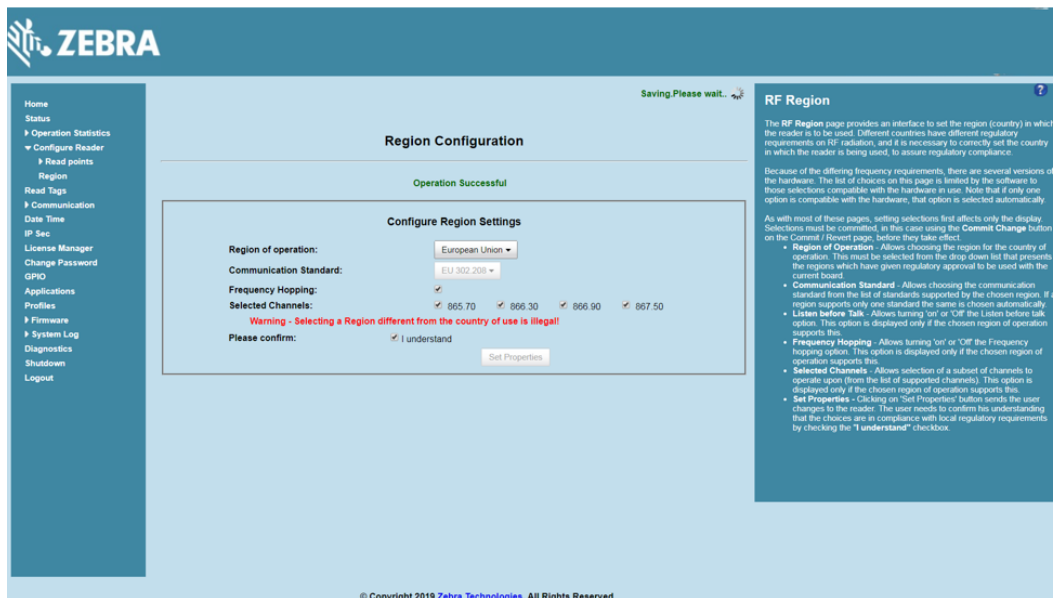 ZEBRA
Home
Status
Operation Statistics
Configure Reader
Read points
Region
Read Tags
Communication
Date Time
IP Sec
License Manager
Change Password
GPIO
Applications
Profiles
Firmware
System Log
Diagnostics
Shutdown
Logout
Saving.Please wait..
Region Configuration
Operation Successful
Configure Region Settings
Region of operation: European Union
Communication Standard: EU 302.208
Frequency Hopping:
Selected Channels: 865.70 866.30 866.90 867.50
Warning - Selecting a Region different from the country of use is illegal!
Please confirm: I understand
Set Properties
?
RF Region
The RF Region page provides an interface to set the region (country) in which
the reader is to be used. Different countries have different regulatory
requirements on RF radiation, and it is necessary to correctly set the country
in which the reader is being used, to assure regulatory compliance.
Because of the differing frequency requirements, there are several versions of
the hardware. The list of choices on this page is limited by the software to
those selections compatible with the hardware in use. Note that if only one
option is compatible with the hardware, that option is selected automatically.
As with most of these pages, setting selections first affects only the display.
Selections must be committed, in this case using the Commit Change button
on the Commit / Revert page, before they take effect.
• Region of Operation - Allows choosing the region for the country of
operation. This must be selected from the drop down list that presents
the regions which have given regulatory approval to be used with the
current board.
• Communication Standard - Allows choosing the communication
standard from the list of standards supported by the chosen region. If a
region supports only one standard the same is chosen automatically.
• Listen before Talk - Allows turning 'on' or 'Off' the Listen before talk
option. This option is displayed only if the chosen region of operation
supports this.
• Frequency Hopping - Allows turning 'on' or 'Off' the Frequency
hopping option. This option is displayed only if the chosen region of
operation supports this.
• Selected Channels - Allows selection of a subset of channels to
operate upon (from the list of supported channels). This option is
displayed only if the chosen region of operation supports this.
• Set Properties - Clicking on 'Set Properties' button sends the user
changes to the reader. The user needs to confirm his understanding
that the choices are in compliance with local regulatory requirements
by checking the "I understand" checkbox.
© Copyright 2019 Zebra Technologies. All Rights Reserved